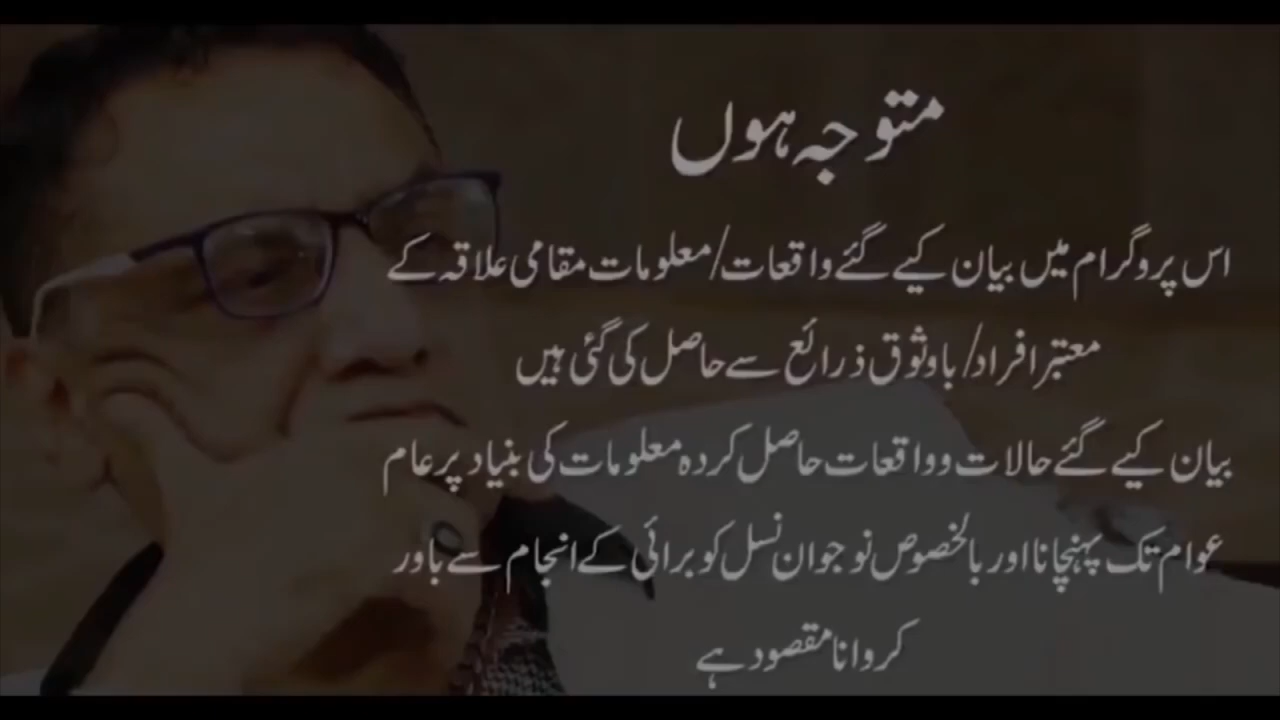 متوجہ ہوں
اس پروگرام میں بیان کیے گئے واقعات/معلومات مقامی علاقہ کے
معتبر افراد/ باوثوق ذرائع سے حاصل کی گئی ہیں
بیان کیے گئے حالات و واقعات حاصل کردہ معلومات کی بنیاد پر عام
عوام تک پہنچانا اور بالخصوص نوجوان نسل کو برائی کے انجام سے باور
کروانا مقصود ہے